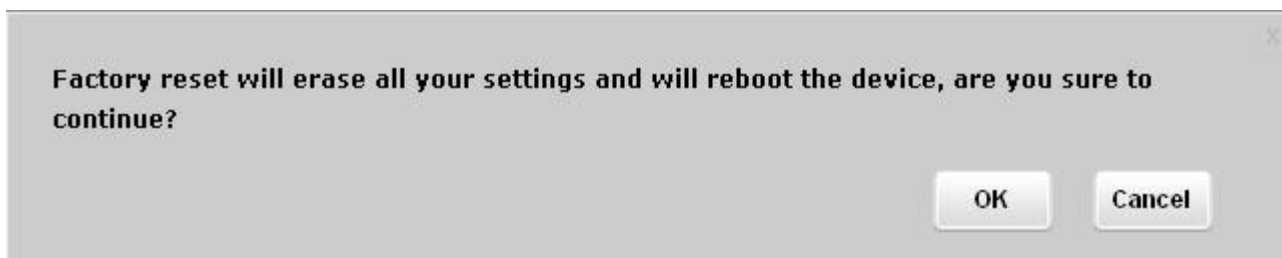 x
Factory reset will erase all your settings and will reboot the device, are you sure to
continue?
OK
Cancel